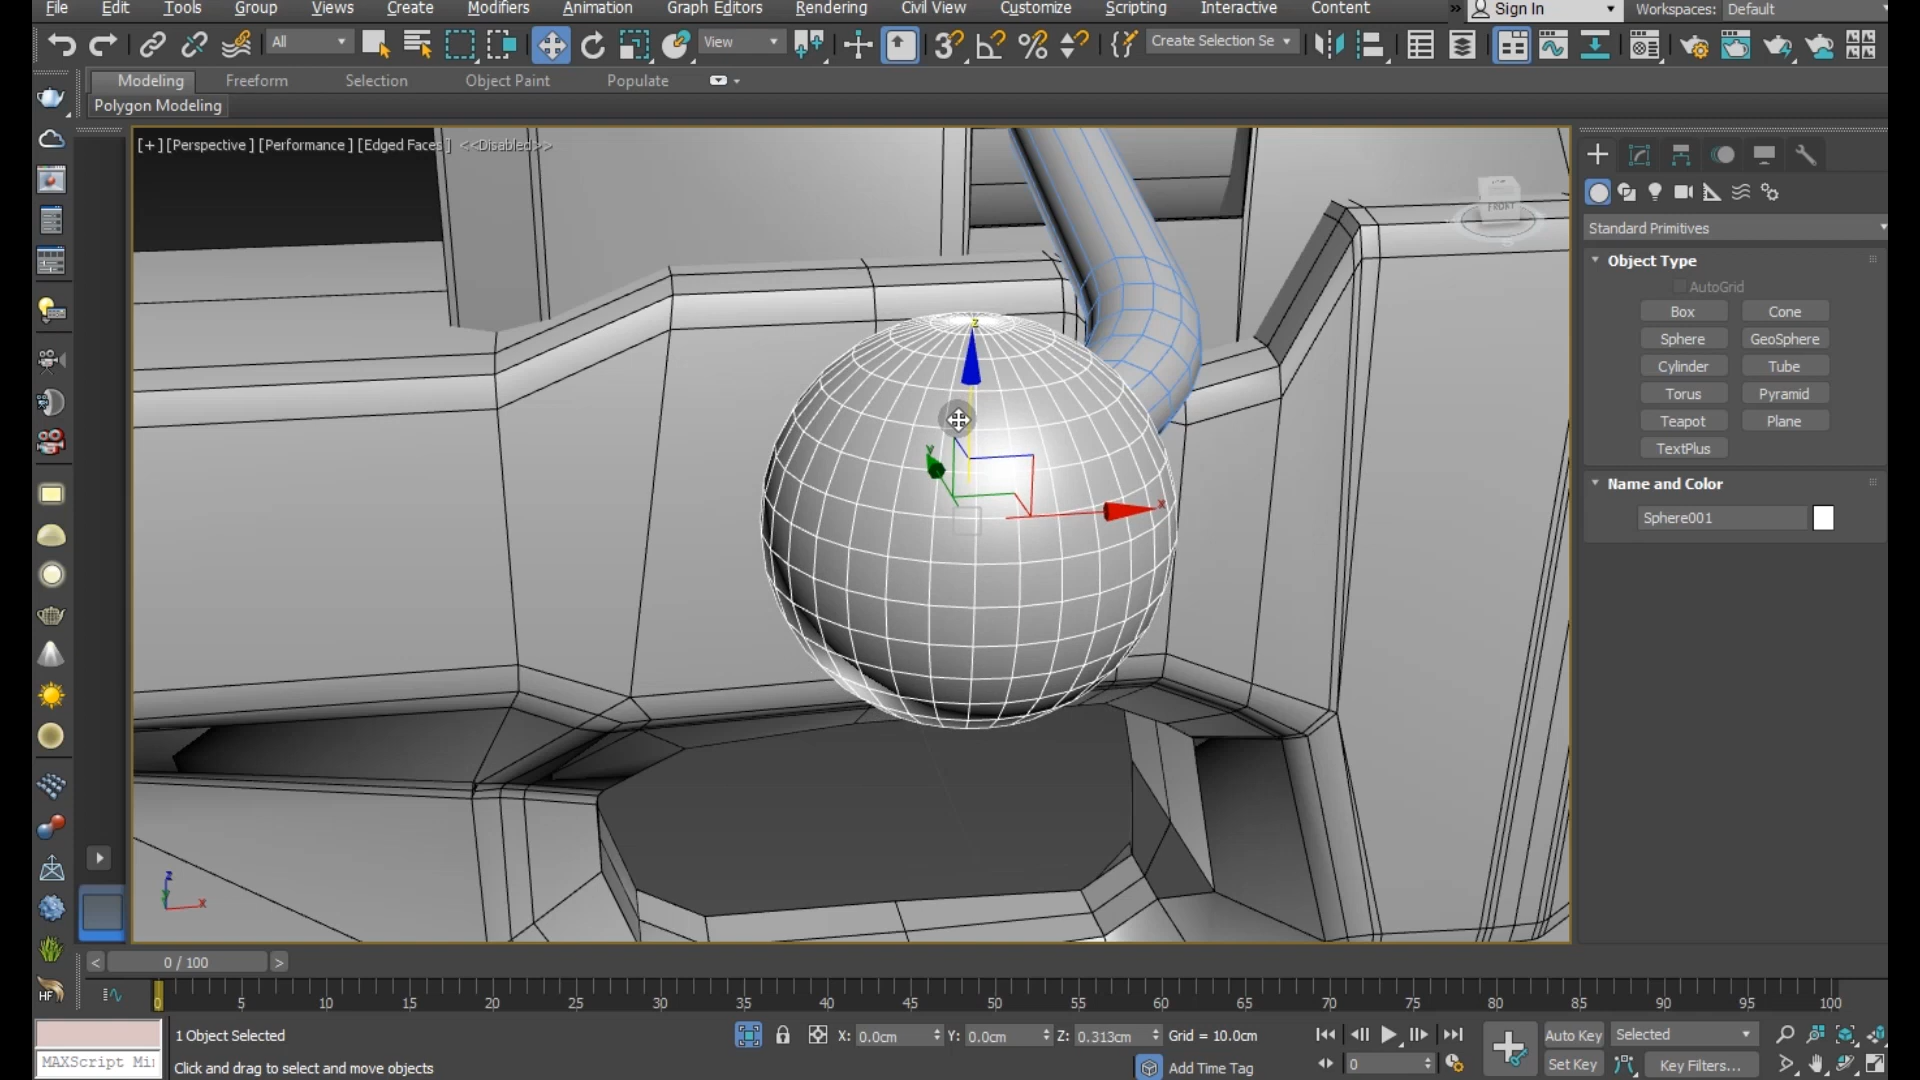 File Edit Tools Group Views Create Modifiers Animation Graph Editors Rendering Civil View Customize Scripting Interactive Content » Sign In Workspaces: Default
All View 3 Create Selection Se
Modeling Freeform Selection Object Paint Populate
Polygon Modeling
[+] [Perspective] [Performance] [Edged Faces] <<Disabled>>
FRONT
Standard Primitives
Object Type
AutoGrid
Box Cone
Sphere GeoSphere
Cylinder Tube
Torus Pyramid
Teapot Plane
TextPlus
Name and Color
Sphere001
z
y
x
z
x
HF
< 0 / 100 >
0 5 10 15 20 25 30 35 40 45 50 55 60 65 70 75 80 85 90 95 100
1 Object Selected X: 0.0cm Y: 0.0cm Z: 0.313cm Grid = 10.0cm Auto Key Selected
MAXScript Mi Click and drag to select and move objects Add Time Tag 0 Set Key Key Filters...